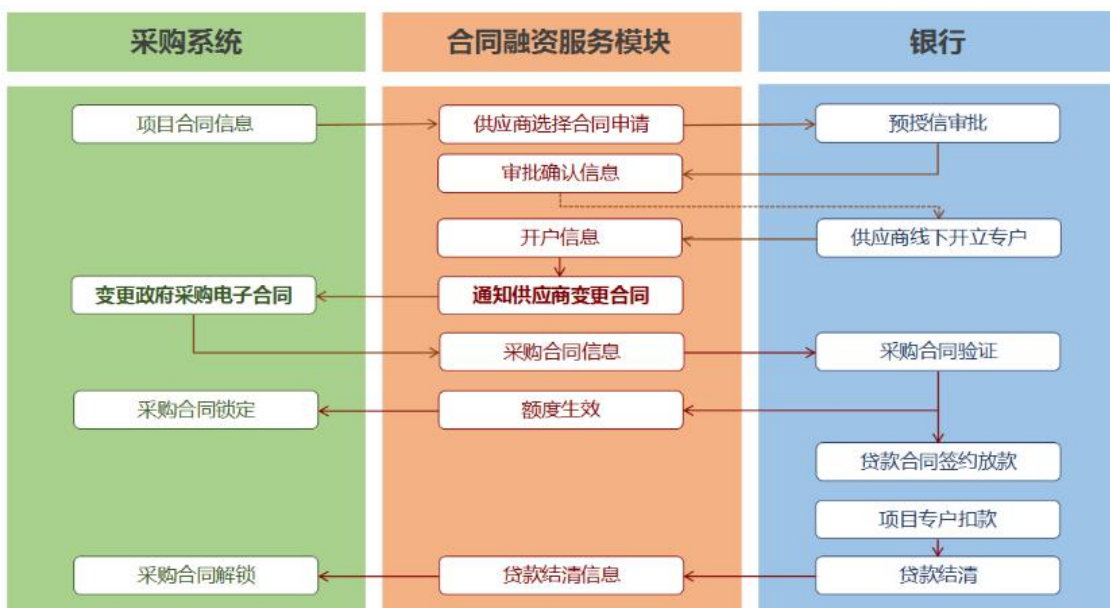 采购系统
合同融资服务模块
银行
项目合同信息
供应商选择合同申请
预授信审批
审批确认信息
开户信息
供应商线下开立专户
变更政府采购电子合同
通知供应商变更合同
采购合同信息
采购合同验证
采购合同锁定
额度生效
贷款合同签约放款
项目专户扣款
采购合同解锁
贷款结清信息
贷款结清